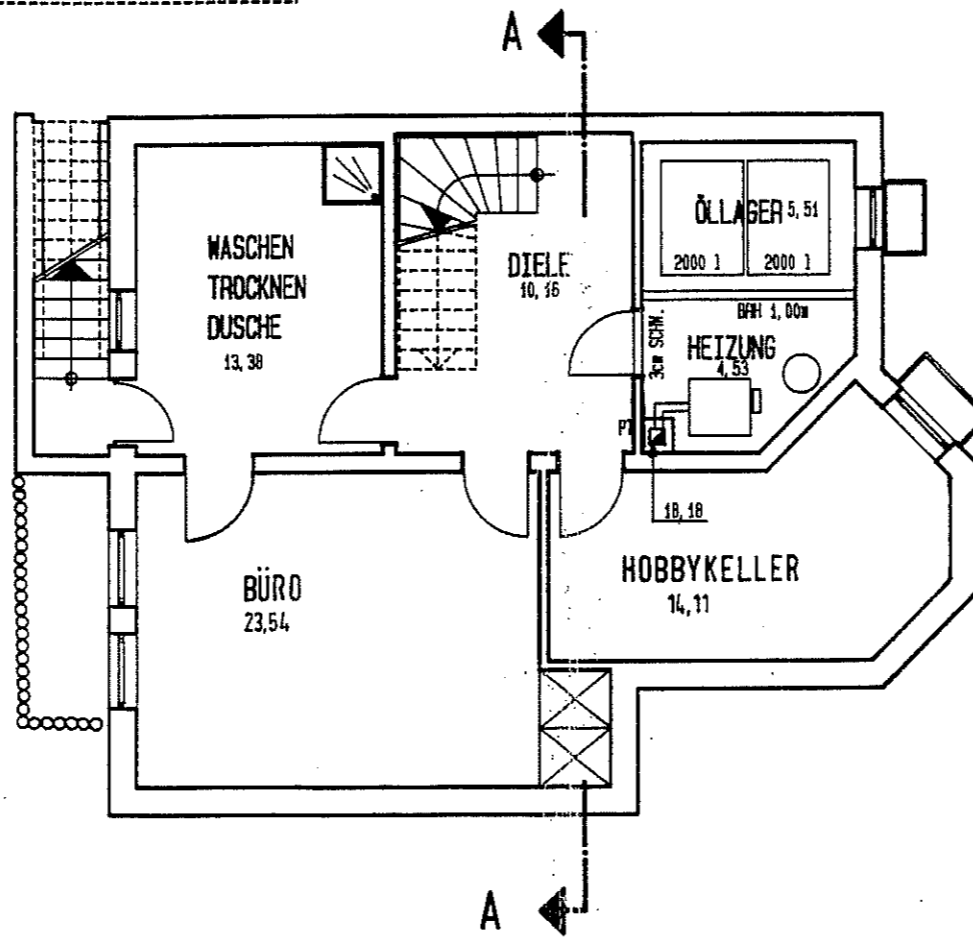 A
WASCHEN
TROCKNEN
DUSCHE
13,38
DIELE
10,16
ÖLLAGER 5,51
2000 l
2000 l
BRH 1,00m
3cm SCHW.
HEIZUNG
4,53
18,18
BÜRO
23,54
HOBBYKELLER
14,11
A